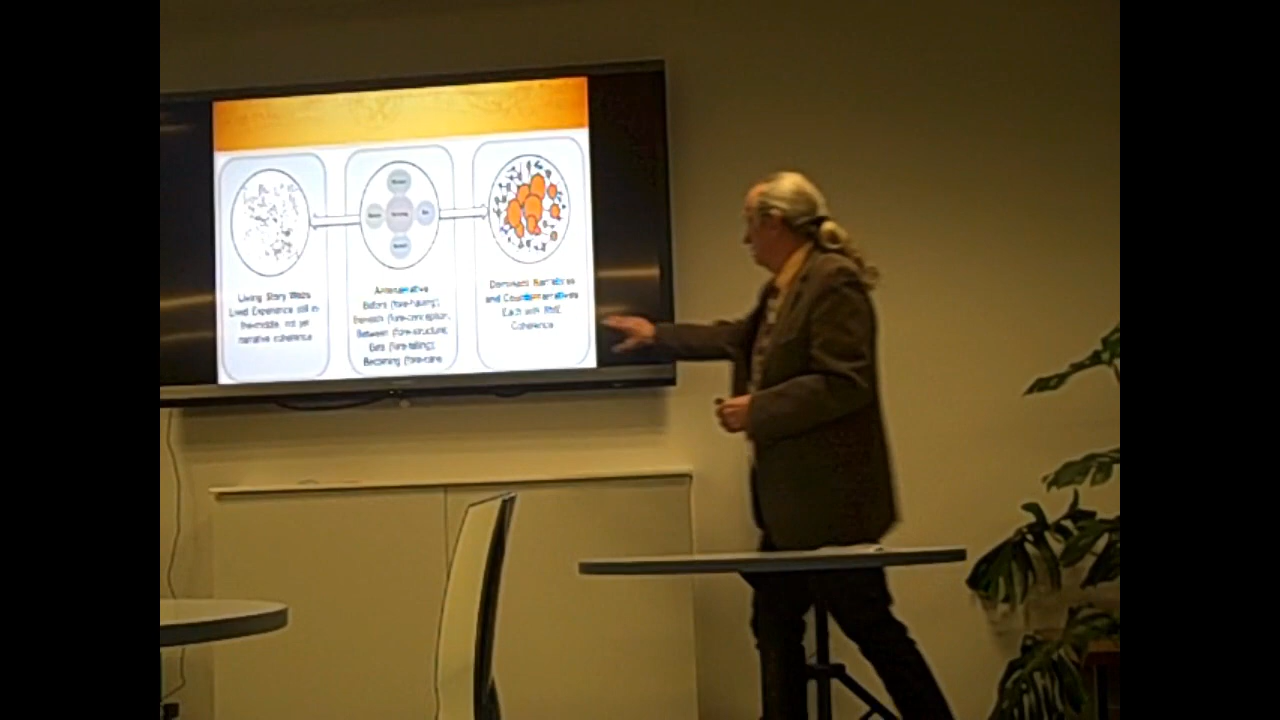 Living Story Webs
Lived Experience still in-
the-middle, not yet
narrative coherence
Antenarrative
Before (fore-having);
Beneath (fore-conception,
Between (fore-structure;
Bets (fore-telling);
Becoming (fore-care
Dominant Narratives
and Counternarratives
Each with
Coherence